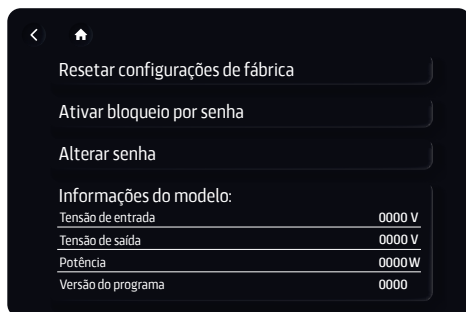 Resetar configurações de fábrica
Ativar bloqueio por senha
Alterar senha
Informações do modelo:
Tensão de entrada 0000 V
Tensão de saída 0000 V
Potência 0000 W
Versão do programa 0000